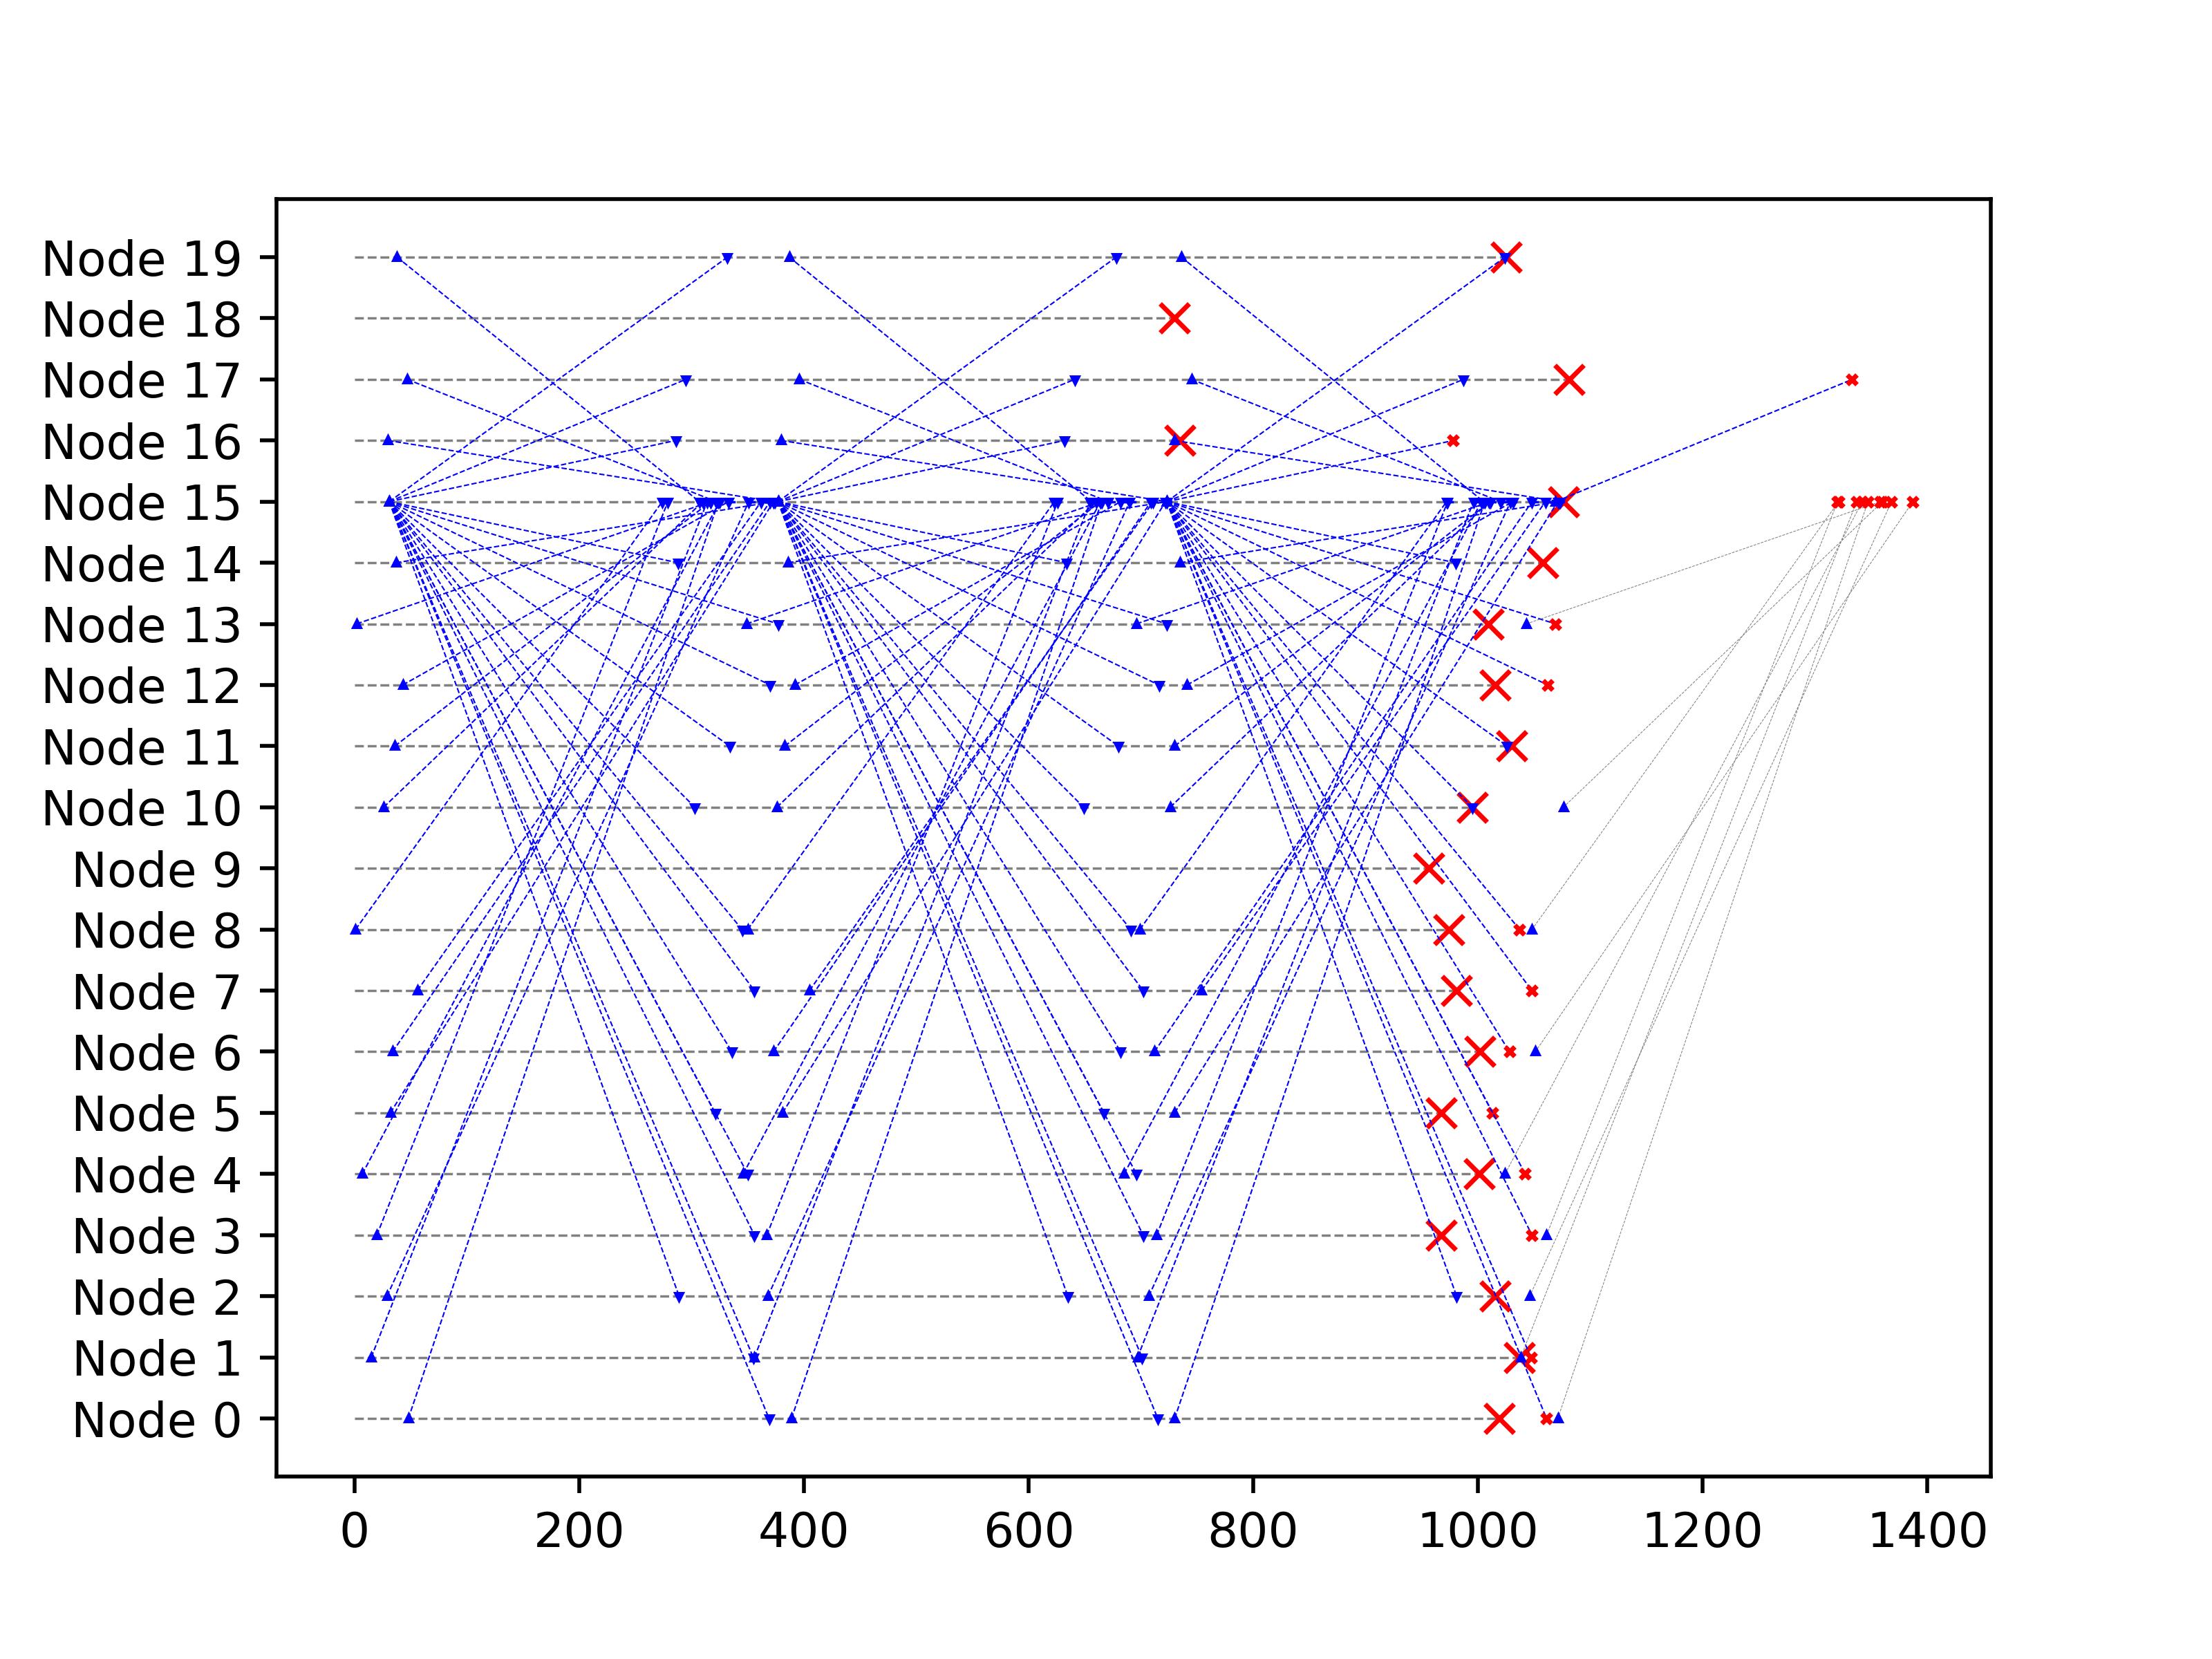 Node 19
Node 18
Node 17
Node 16
Node 15
Node 14
Node 13
Node 12
Node 11
Node 10
Node 9
Node 8
Node 7
Node 6
Node 5
Node 4
Node 3
Node 2
Node 1
Node 0
0 200 400 600 800 1000 1200 1400